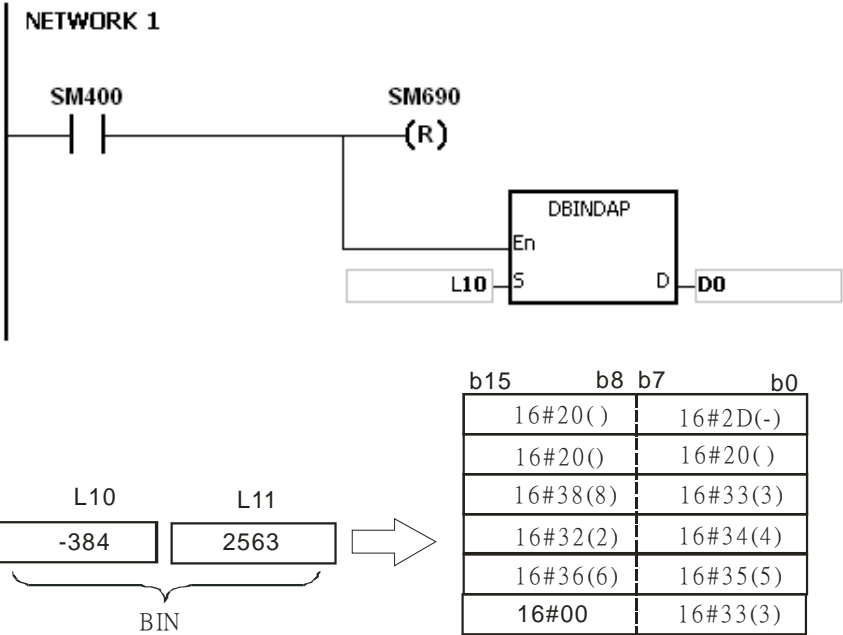 NETWORK 1
SM400 SM690
(R)
DBINDAP
En
L10 S D D0
b15 b8 b7 b0
16#20( ) 16#2D(-)
16#20() 16#20( )
L10 L11 16#38(8) 16#33(3)
-384 2563 16#32(2) 16#34(4)
16#36(6) 16#35(5)
BIN 16#00 16#33(3)